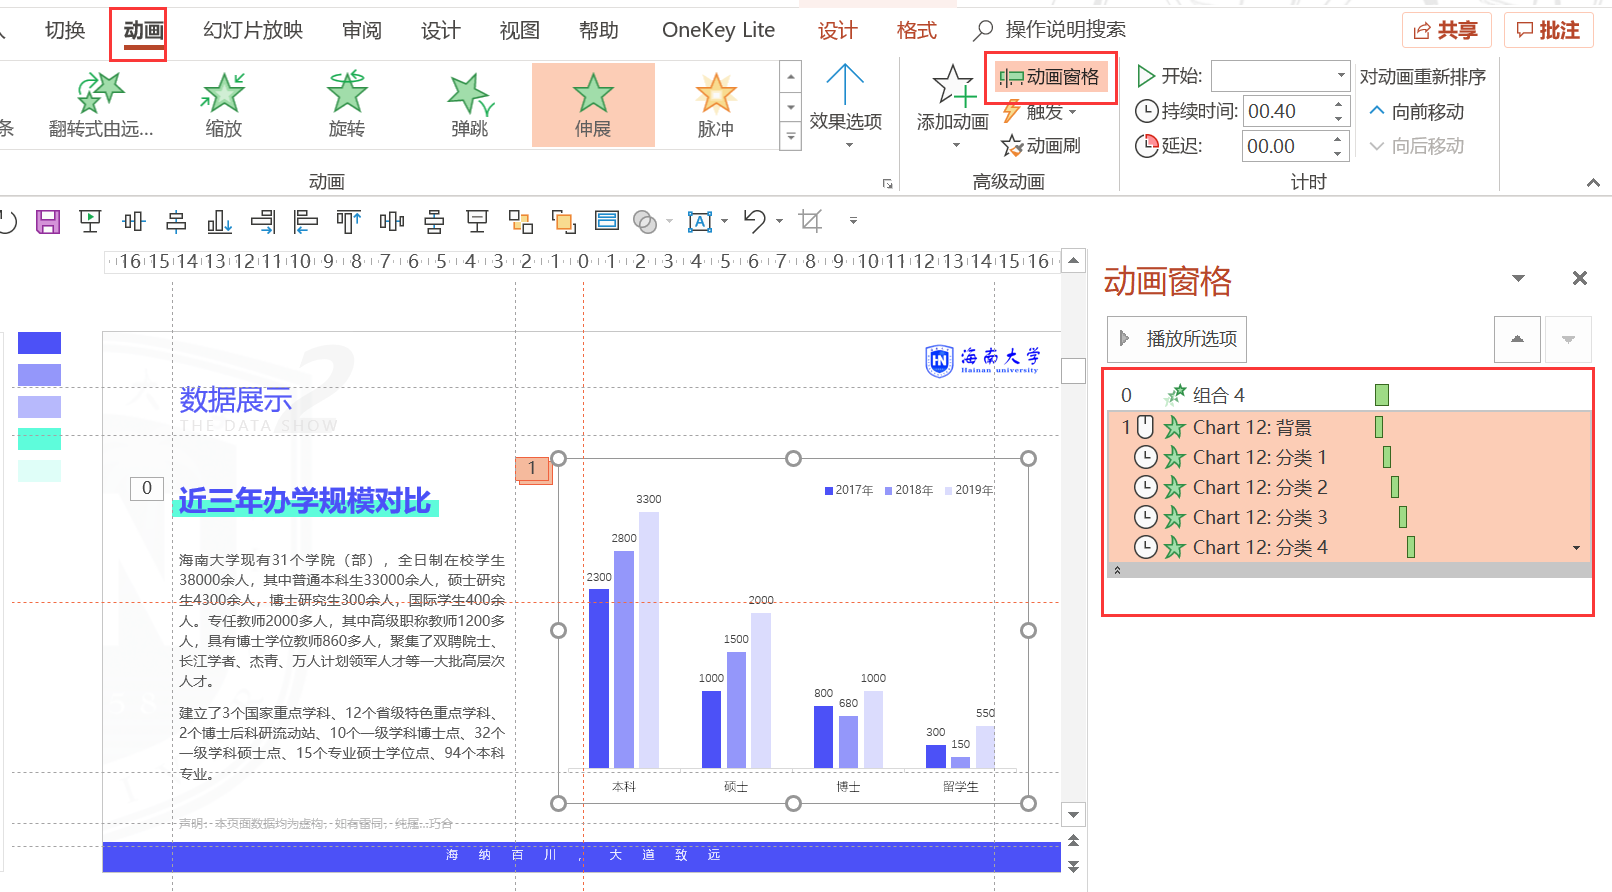 切换 动画 幻灯片放映 审阅 设计 视图 帮助 OneKey Lite 设计 格式 操作说明搜索 共享 批注
条 翻转式由远... 缩放 旋转 弹跳 伸展 脉冲 效果选项
动画
添加动画 动画窗格
触发
动画刷
高级动画
开始:
持续时间: 00.40
延迟: 00.00
对动画重新排序
向前移动
向后移动
计时
16 15 14 13 12 11 10 9 8 7 6 5 4 3 2 1 0 1 2 3 4 5 6 7 8 9 10 11 12 13 14 15 16
数据展示
THE DATA SHOW
2
HN 海南大学
Hainan university
0
近三年办学规模对比
海南大学现有31个学院（部），全日制在校学生
38000余人，其中普通本科生33000余人，硕士研究
生4300余人，博士研究生300余人，国际学生400余
人。专任教师2000多人，其中高级职称教师1200多
人，具有博士学位教师860多人，聚集了双聘院士、
长江学者、杰青、万人计划领军人才等一大批高层次
人才。
建立了3个国家重点学科、12个省级特色重点学科、
2个博士后科研流动站、10个一级学科博士点、32个
一级学科硕士点、15个专业硕士学位点、94个本科
专业。
声明：本页面数据均为虚构，如有雷同，纯属...巧合
1
2017年 2018年 2019年
2300 2800 3300
1000 1500 2000
800 680 1000
300 150 550
本科 硕士 博士 留学生
海纳百川，大道致远
动画窗格
播放所选项
0 组合 4
1 Chart 12: 背景
Chart 12: 分类 1
Chart 12: 分类 2
Chart 12: 分类 3
Chart 12: 分类 4